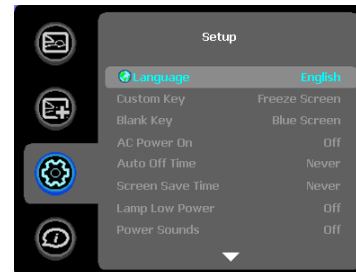 Setup
Language English
Custom Key Freeze Screen
Blank Key Blue Screen
AC Power On Off
Auto Off Time Never
Screen Save Time Never
Lamp Low Power Off
Power Sounds Off